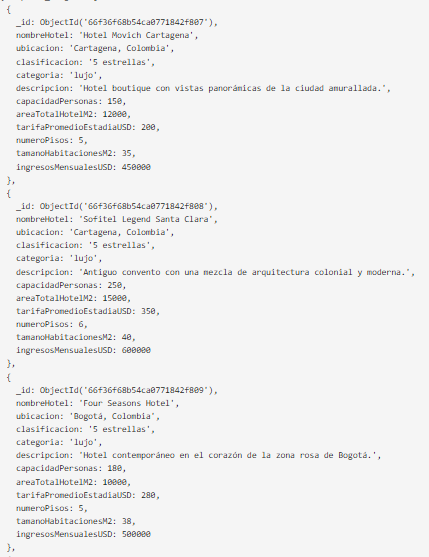 {
_id: ObjectId('66f36f68b54ca0771842f807'),
nombreHotel: 'Hotel Movich Cartagena',
ubicacion: 'Cartagena, Colombia',
clasificacion: '5 estrellas',
categoria: 'lujo',
descripcion: 'Hotel boutique con vistas panorámicas de la ciudad amurallada.',
capacidadPersonas: 150,
areaTotalHotelM2: 12000,
tarifaPromedioEstadiaUSD: 200,
numeroPisos: 5,
tamanoHabitacionesM2: 35,
ingresosMensualesUSD: 450000
},
{
_id: ObjectId('66f36f68b54ca0771842f808'),
nombreHotel: 'Sofitel Legend Santa Clara',
ubicacion: 'Cartagena, Colombia',
clasificacion: '5 estrellas',
categoria: 'lujo',
descripcion: 'Antiguo convento con una mezcla de arquitectura colonial y moderna.',
capacidadPersonas: 250,
areaTotalHotelM2: 15000,
tarifaPromedioEstadiaUSD: 350,
numeroPisos: 6,
tamanoHabitacionesM2: 40,
ingresosMensualesUSD: 600000
},
{
_id: ObjectId('66f36f68b54ca0771842f809'),
nombreHotel: 'Four Seasons Hotel',
ubicacion: 'Bogotá, Colombia',
clasificacion: '5 estrellas',
categoria: 'lujo',
descripcion: 'Hotel contemporáneo en el corazón de la zona rosa de Bogotá.',
capacidadPersonas: 180,
areaTotalHotelM2: 10000,
tarifaPromedioEstadiaUSD: 280,
numeroPisos: 5,
tamanoHabitacionesM2: 38,
ingresosMensualesUSD: 500000
},